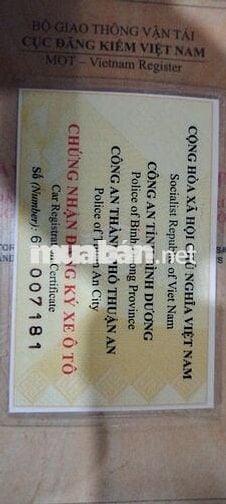 BỘ GIAO THÔNG VẬN TẢI
CỤC ĐĂNG KIỂM VIỆT NAM
MOT – Vietnam Register
CỘNG HÒA XÃ HỘI CHỦ NGHĨA VIỆT NAM
Socialist Republic of Viet Nam
CÔNG AN TỈNH BÌNH DƯƠNG
Police of Binh Duong Province
CÔNG AN THÀNH PHỐ THUẬN AN
Police of Thuan An City
CHỨNG NHẬN ĐĂNG KÝ XE Ô TÔ
Car Registration Certificate
Số (Number): 6 007181
muaban.net